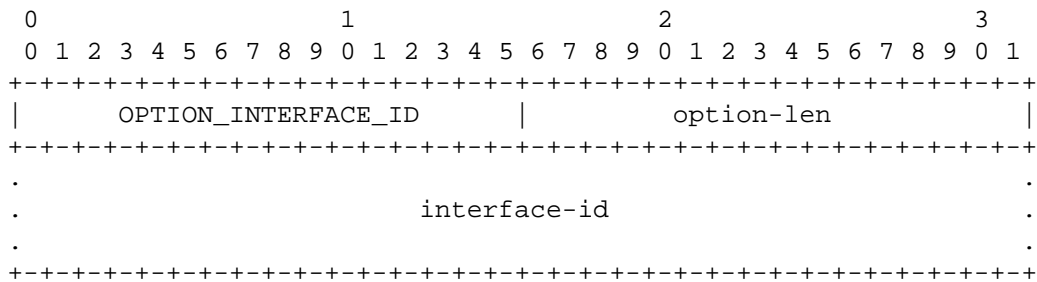 0                   1                   2                   3
 0 1 2 3 4 5 6 7 8 9 0 1 2 3 4 5 6 7 8 9 0 1 2 3 4 5 6 7 8 9 0 1
+-+-+-+-+-+-+-+-+-+-+-+-+-+-+-+-+-+-+-+-+-+-+-+-+-+-+-+-+-+-+-+-+
|      OPTION_INTERFACE_ID      |         option-len            |
+-+-+-+-+-+-+-+-+-+-+-+-+-+-+-+-+-+-+-+-+-+-+-+-+-+-+-+-+-+-+-+-+
.                                                               .
.                         interface-id                          .
.                                                               .
+-+-+-+-+-+-+-+-+-+-+-+-+-+-+-+-+-+-+-+-+-+-+-+-+-+-+-+-+-+-+-+-+